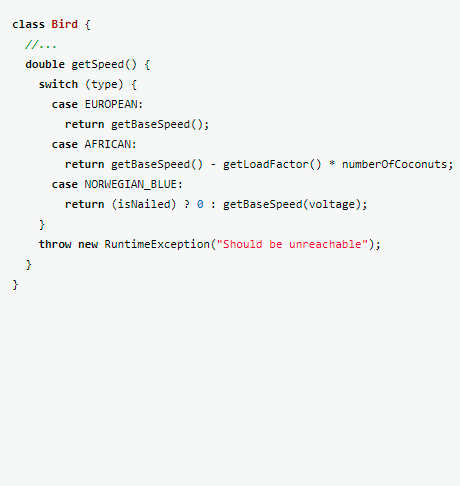 class Bird {
  //...
  double getSpeed() {
    switch (type) {
      case EUROPEAN:
        return getBaseSpeed();
      case AFRICAN:
        return getBaseSpeed() - getLoadFactor() * numberOfCoconuts;
      case NORWEGIAN_BLUE:
        return (isNailed) ? 0 : getBaseSpeed(voltage);
    }
    throw new RuntimeException("Should be unreachable");
  }
}